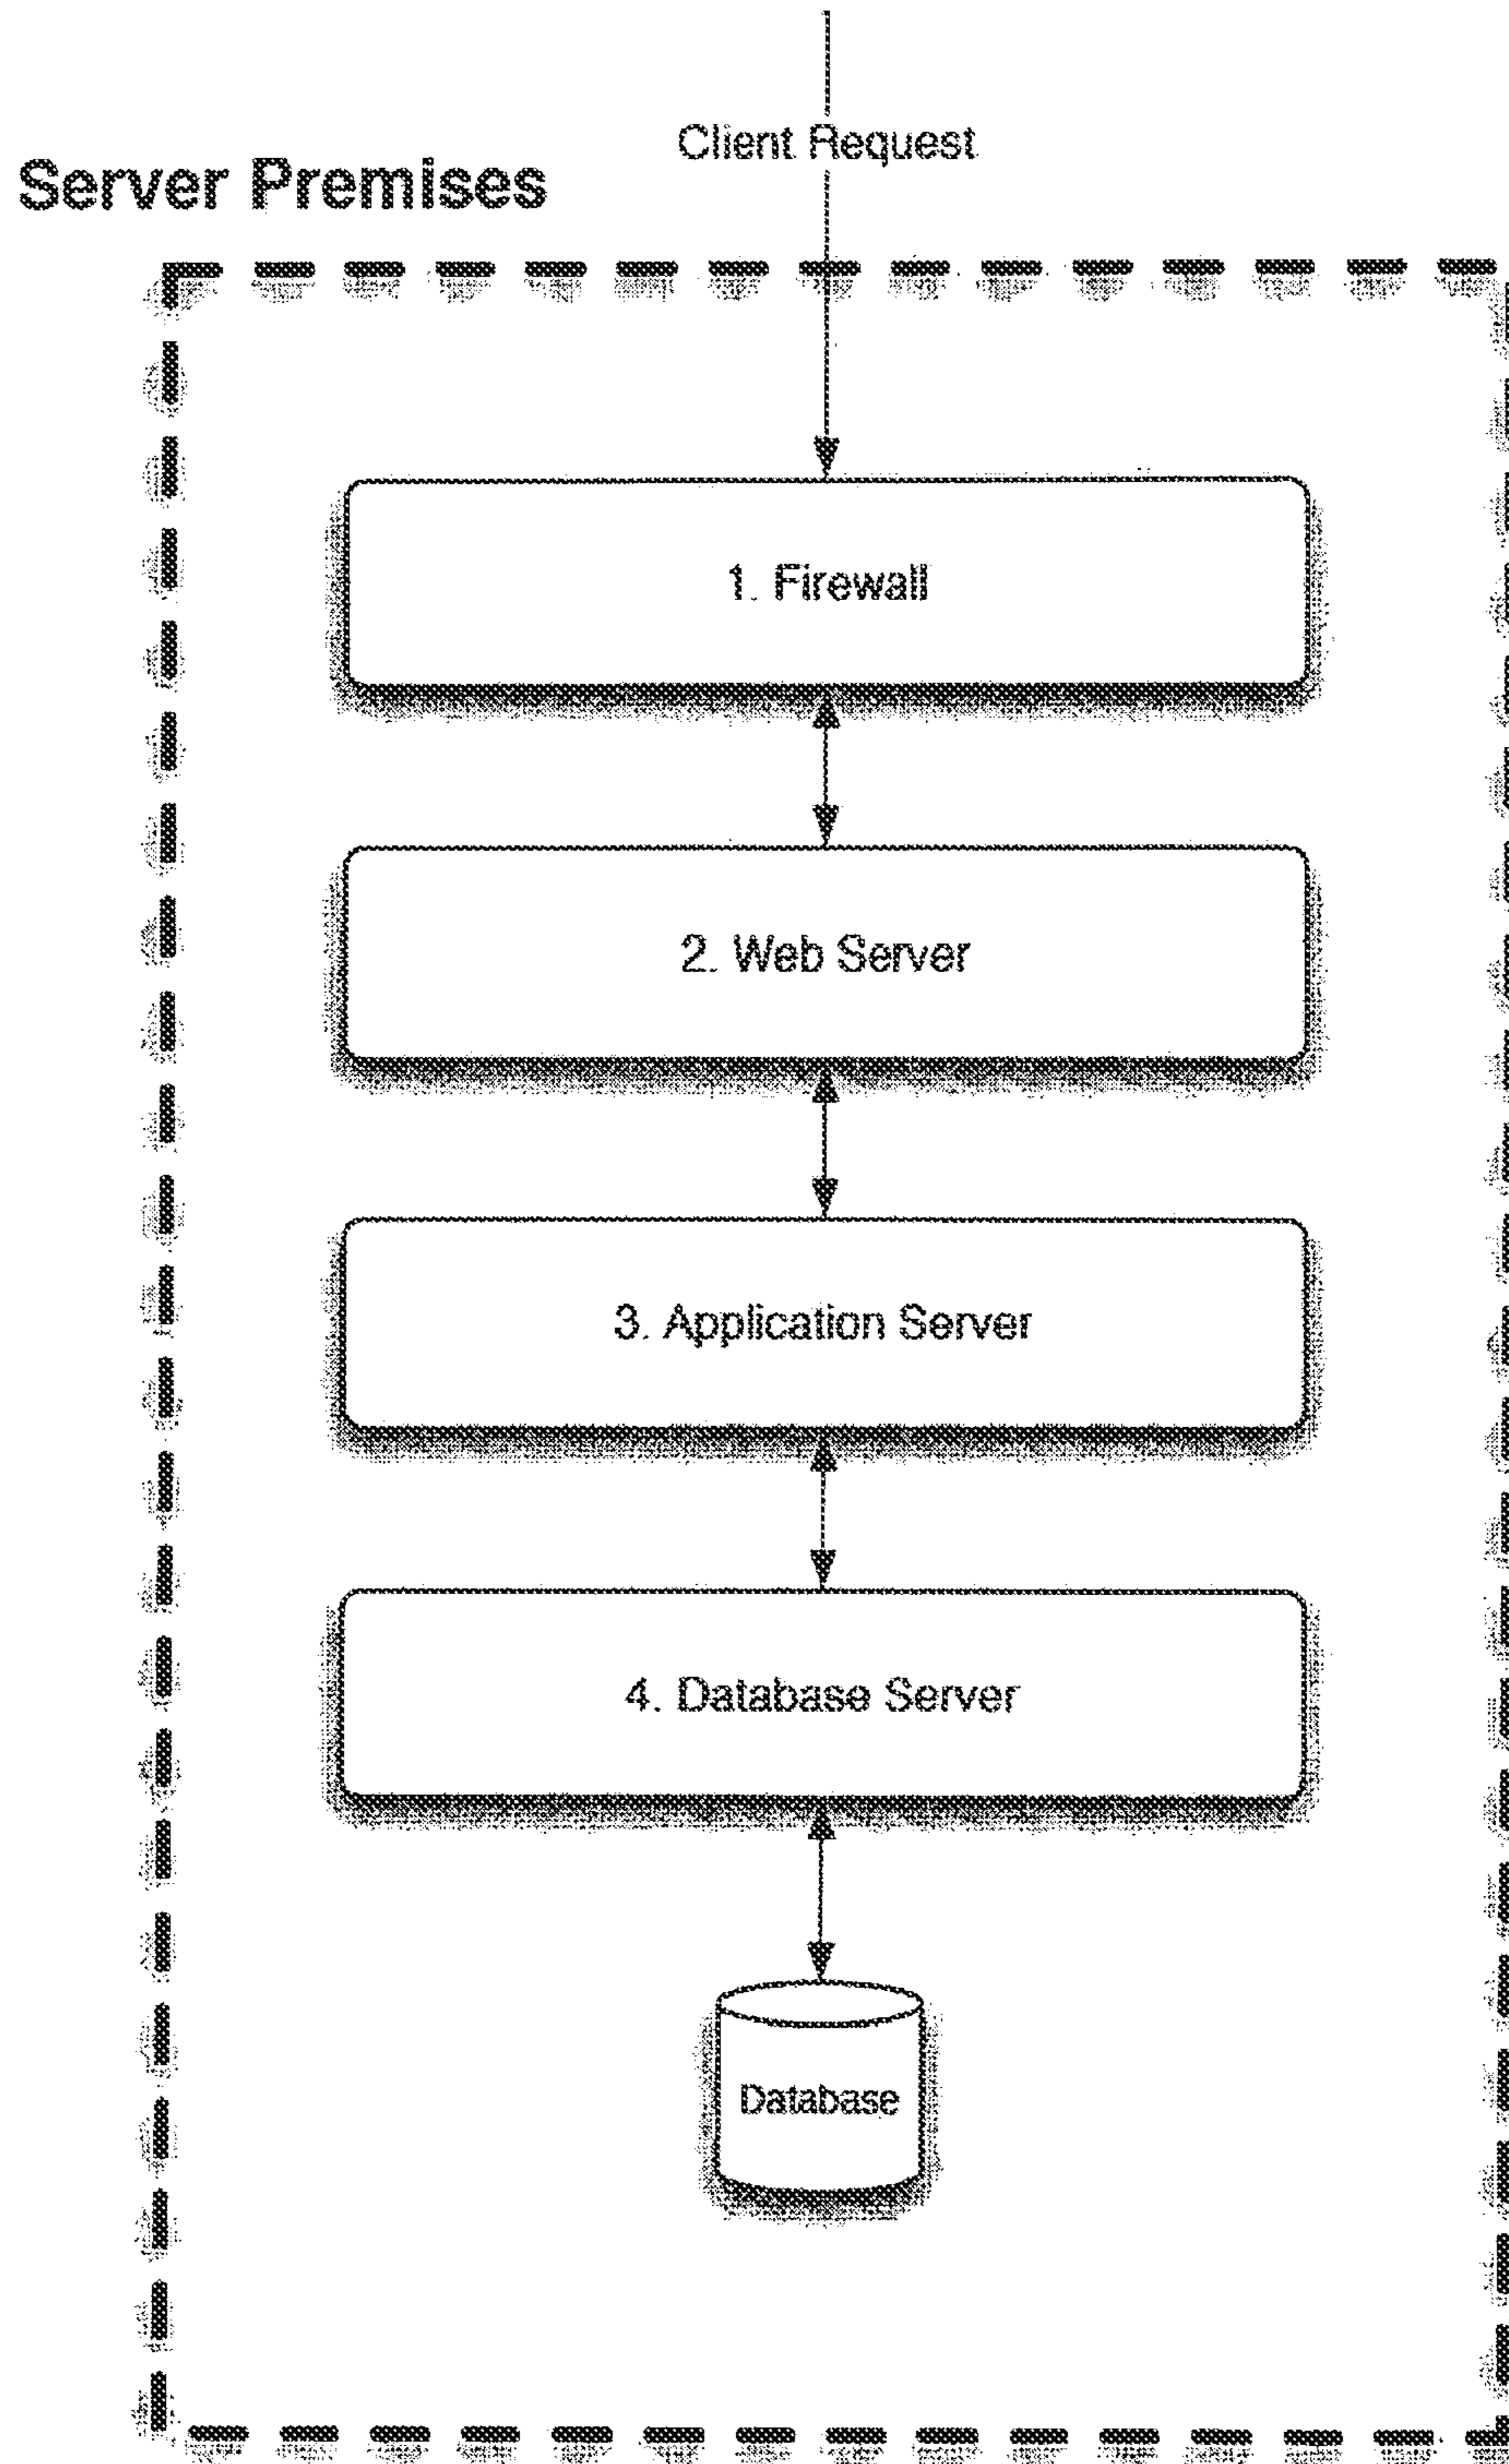 Client Request
Server Premises
1. Firewall
2. Web Server
3. Application Server
4. Database Server
Database